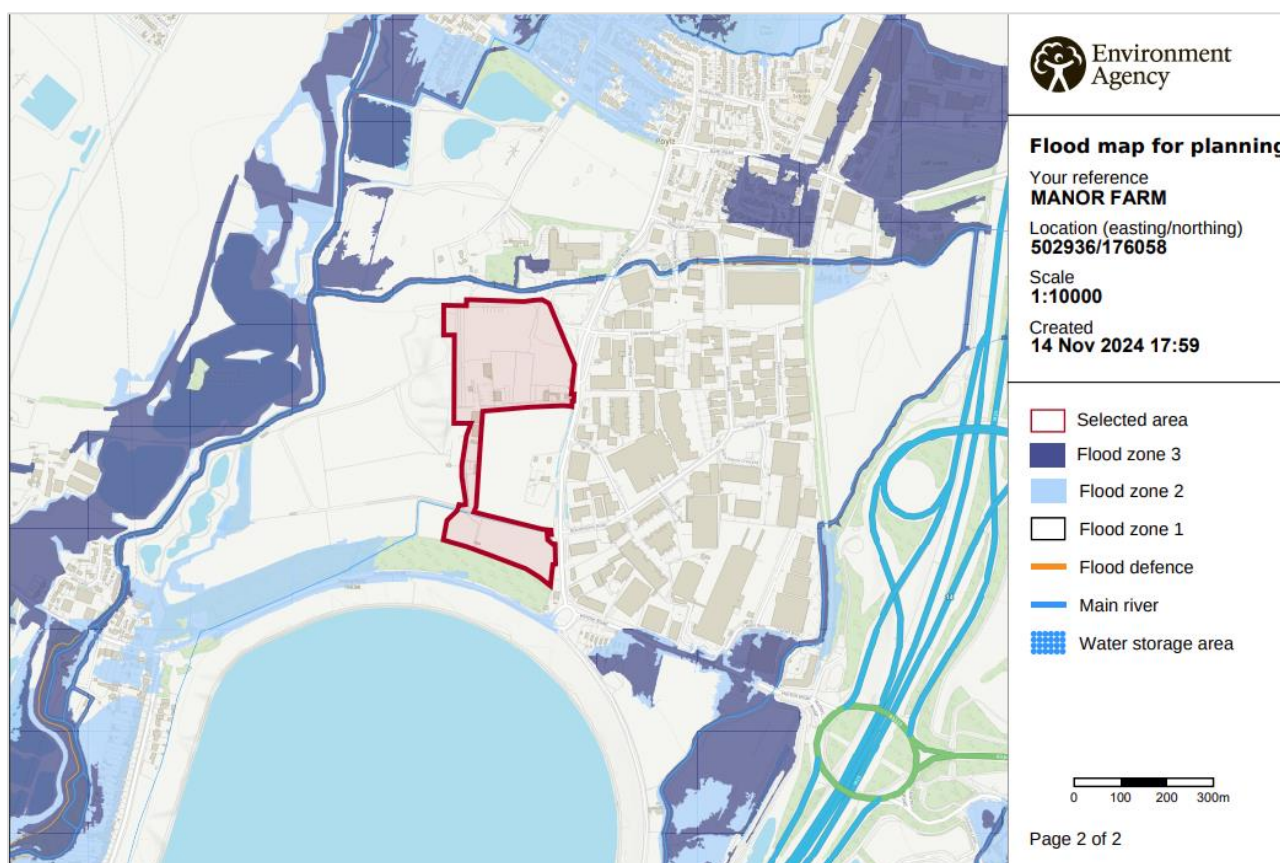 Environment
Agency
Flood map for planning
Your reference
MANOR FARM
Location (easting/northing)
502936/176058
Scale
1:10000
Created
14 Nov 2024 17:59
Selected area
Flood zone 3
Flood zone 2
Flood zone 1
Flood defence
Main river
Water storage area
0 100 200 300m
Page 2 of 2
Poyle